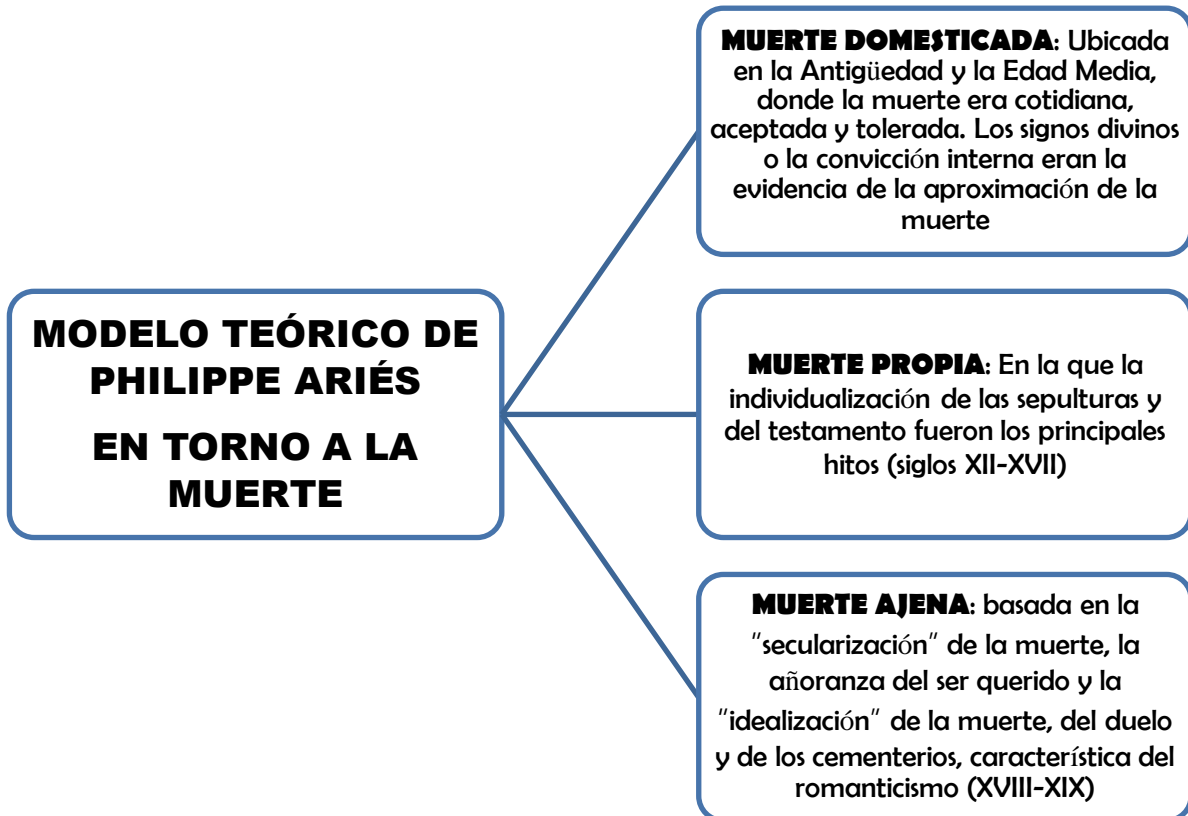 MODELO TEÓRICO DE
PHILIPPE ARIÉS
EN TORNO A LA
MUERTE
MUERTE DOMESTICADA: Ubicada
en la Antigüedad y la Edad Media,
donde la muerte era cotidiana,
aceptada y tolerada. Los signos divinos
o la convicción interna eran la
evidencia de la aproximación de la
muerte
MUERTE PROPIA: En la que la
individualización de las sepulturas y
del testamento fueron los principales
hitos (siglos XII-XVII)
MUERTE AJENA: basada en la
"secularización" de la muerte, la
añoranza del ser querido y la
"idealización" de la muerte, del duelo
y de los cementerios, característica del
romanticismo (XVIII-XIX)